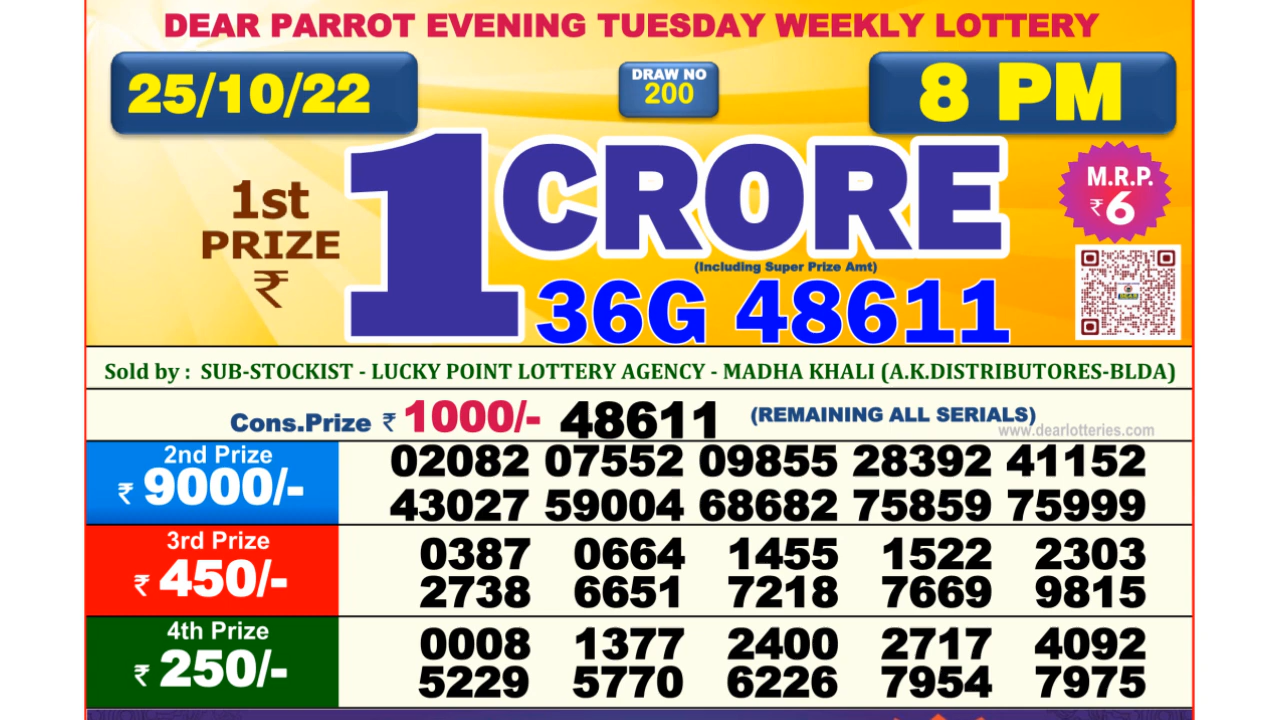 DEAR PARROT EVENING TUESDAY WEEKLY LOTTERY
25/10/22
DRAW NO
200
8 PM
1st
PRIZE
₹
1 CRORE
(Including Super Prize Amt)
36G 48611
M.R.P.
₹6
Sold by : SUB-STOCKIST - LUCKY POINT LOTTERY AGENCY - MADHA KHALI (A.K.DISTRIBUTORES-BLDA)
Cons.Prize ₹ 1000/- 48611 (REMAINING ALL SERIALS)
www.dearlotteries.com
2nd Prize
₹ 9000/-
02082 07552 09855 28392 41152
43027 59004 68682 75859 75999
3rd Prize
₹ 450/-
0387 0664 1455 1522 2303
2738 6651 7218 7669 9815
4th Prize
₹ 250/-
0008 1377 2400 2717 4092
5229 5770 6226 7954 7975